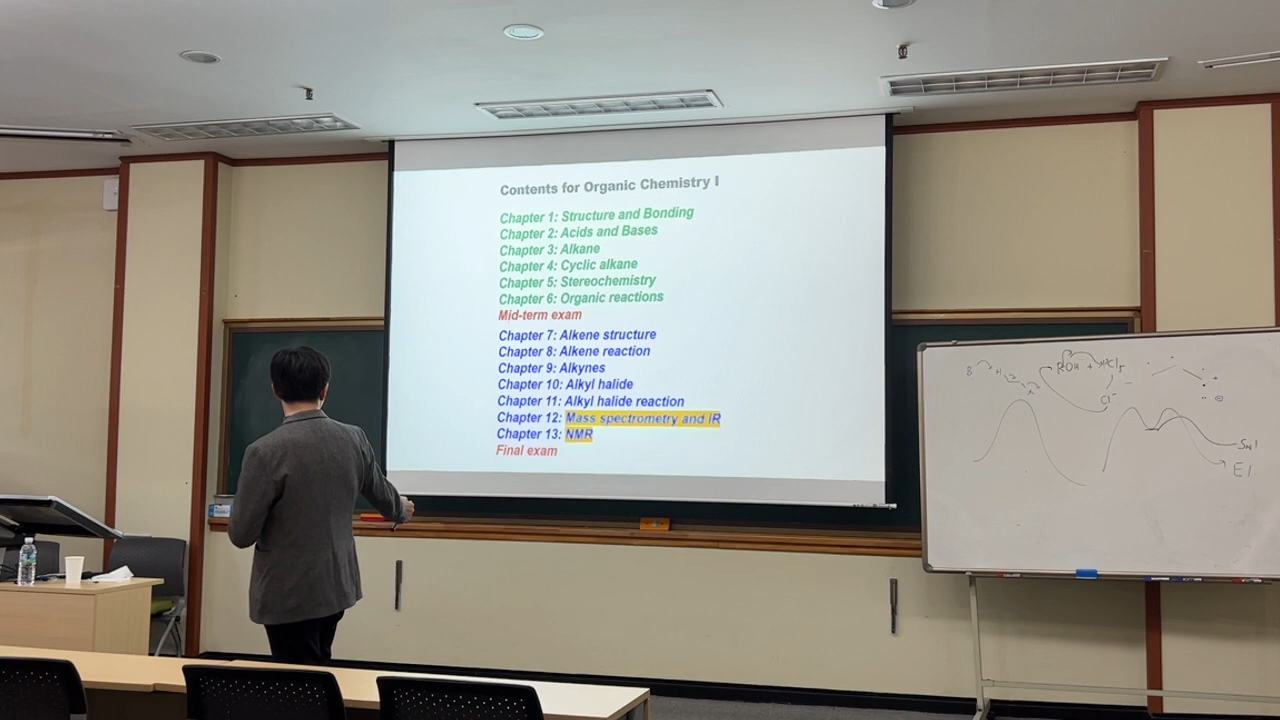 Contents for Organic Chemistry I
Chapter 1: Structure and Bonding
Chapter 2: Acids and Bases
Chapter 3: Alkane
Chapter 4: Cyclic alkane
Chapter 5: Stereochemistry
Chapter 6: Organic reactions
Mid-term exam
Chapter 7: Alkene structure
Chapter 8: Alkene reaction
Chapter 9: Alkynes
Chapter 10: Alkyl halide
Chapter 11: Alkyl halide reaction
Chapter 12: Mass spectrometry and IR
Chapter 13: NMR
Final exam
Cl⁻
SN1
E1